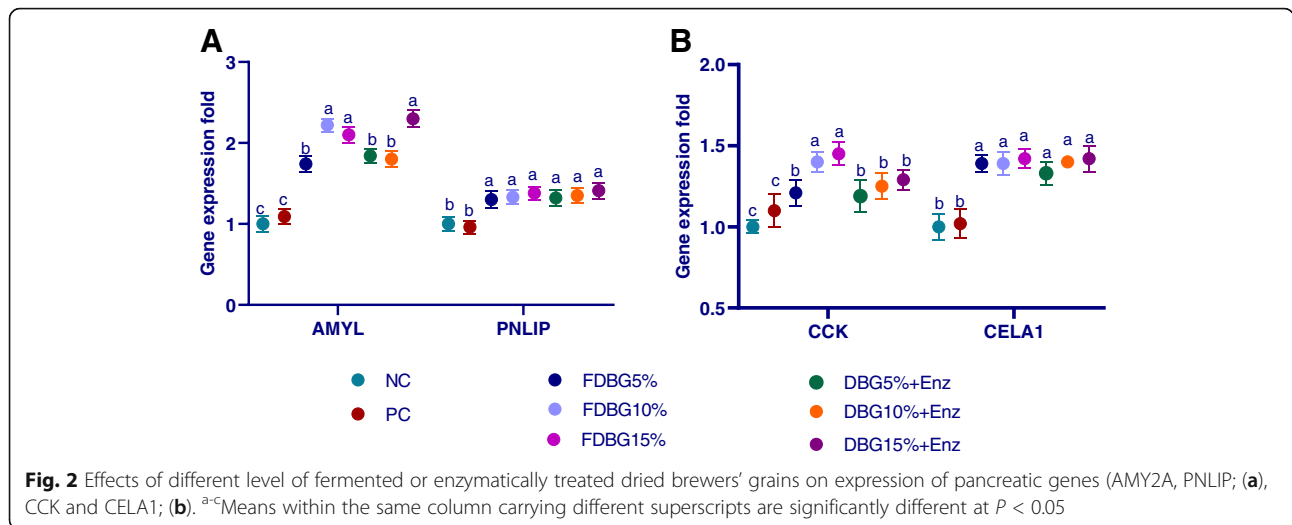 A
B
3
2
1
0
Gene expression fold
c c b a a b b a
b b a a a a a a
AMYL PNLIP
2.0
1.5
1.0
0.5
Gene expression fold
c c b a a b b b
b b a a a a a a
CCK CELA1
NC
PC
FDBG5%
FDBG10%
FDBG15%
DBG5%+Enz
DBG10%+Enz
DBG15%+Enz
Fig. 2 Effects of different level of fermented or enzymatically treated dried brewers’ grains on expression of pancreatic genes (AMY2A, PNLIP; (a),
CCK and CELA1; (b). a-cMeans within the same column carrying different superscripts are significantly different at P < 0.05